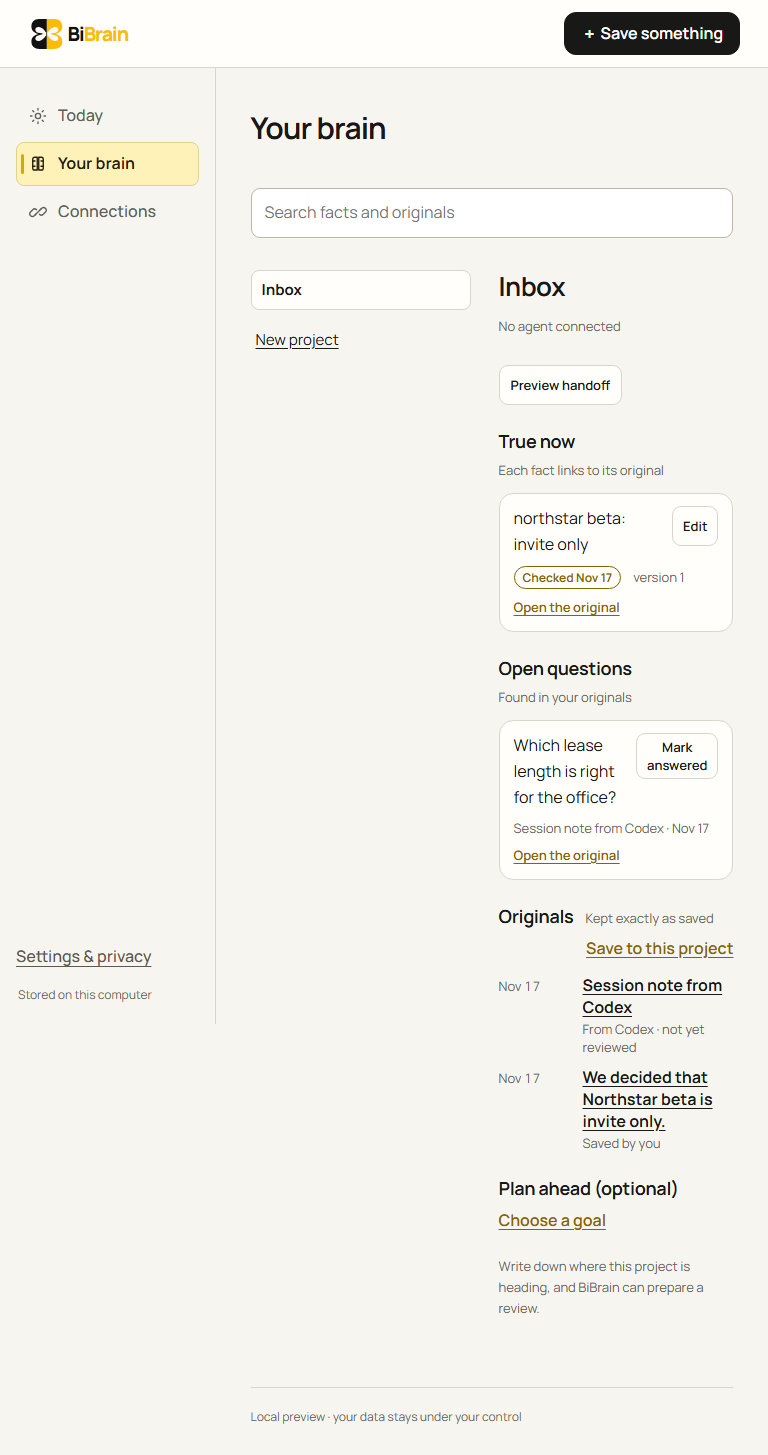 BiBrain
+ Save something
Today
Your brain
Connections
Settings & privacy
Stored on this computer
Your brain
Search facts and originals
Inbox
New project
Inbox
No agent connected
Preview handoff
True now
Each fact links to its original
northstar beta:
invite only
Edit
Checked Nov 17
version 1
Open the original
Open questions
Found in your originals
Which lease
length is right
for the office?
Mark
answered
Session note from Codex · Nov 17
Open the original
Originals
Kept exactly as saved
Save to this project
Nov 17
Session note from
Codex
From Codex · not yet
reviewed
Nov 17
We decided that
Northstar beta is
invite only.
Saved by you
Plan ahead (optional)
Choose a goal
Write down where this project is
heading, and BiBrain can prepare a
review.
Local preview · your data stays under your control